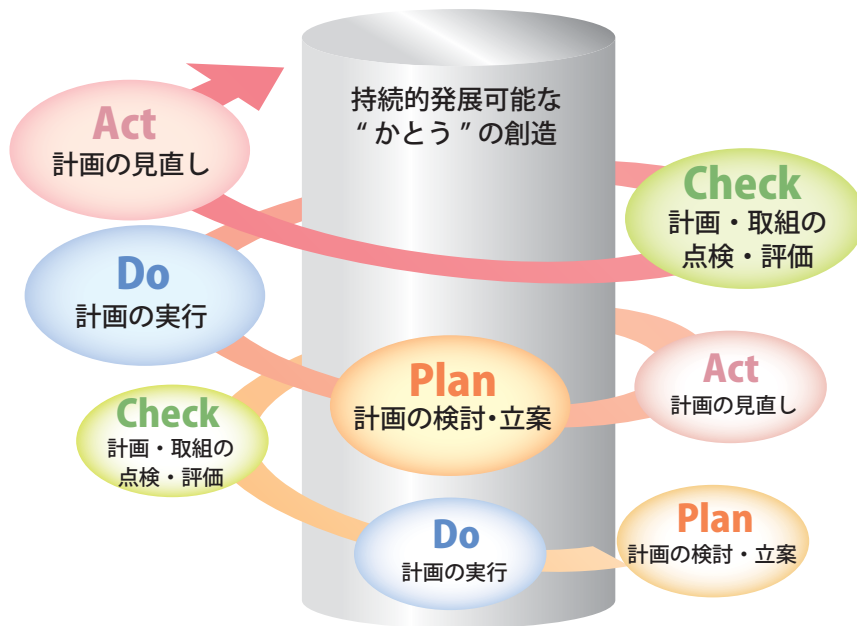 持続的発展可能な
“ かとう ” の創造
Act
計画の見直し
Check
計画・取組の
点検・評価
Do
計画の実行
Plan
計画の検討・立案
Act
計画の見直し
Check
計画・取組の
点検・評価
Do
計画の実行
Plan
計画の検討・立案